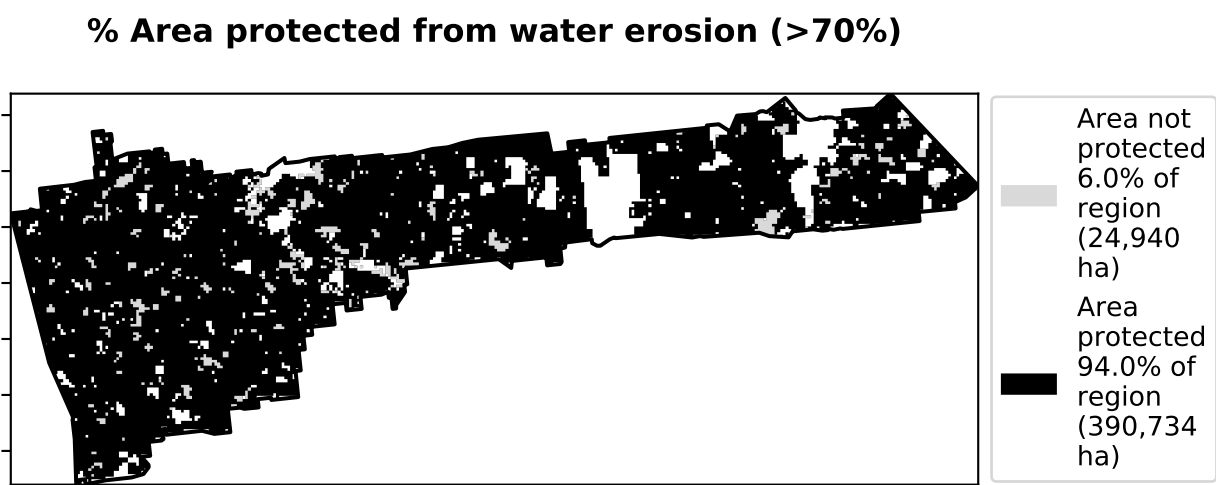 % Area protected from water erosion (>70%)
Area not
protected
6.0% of
region
(24,940
ha)
Area
protected
94.0% of
region
(390,734
ha)